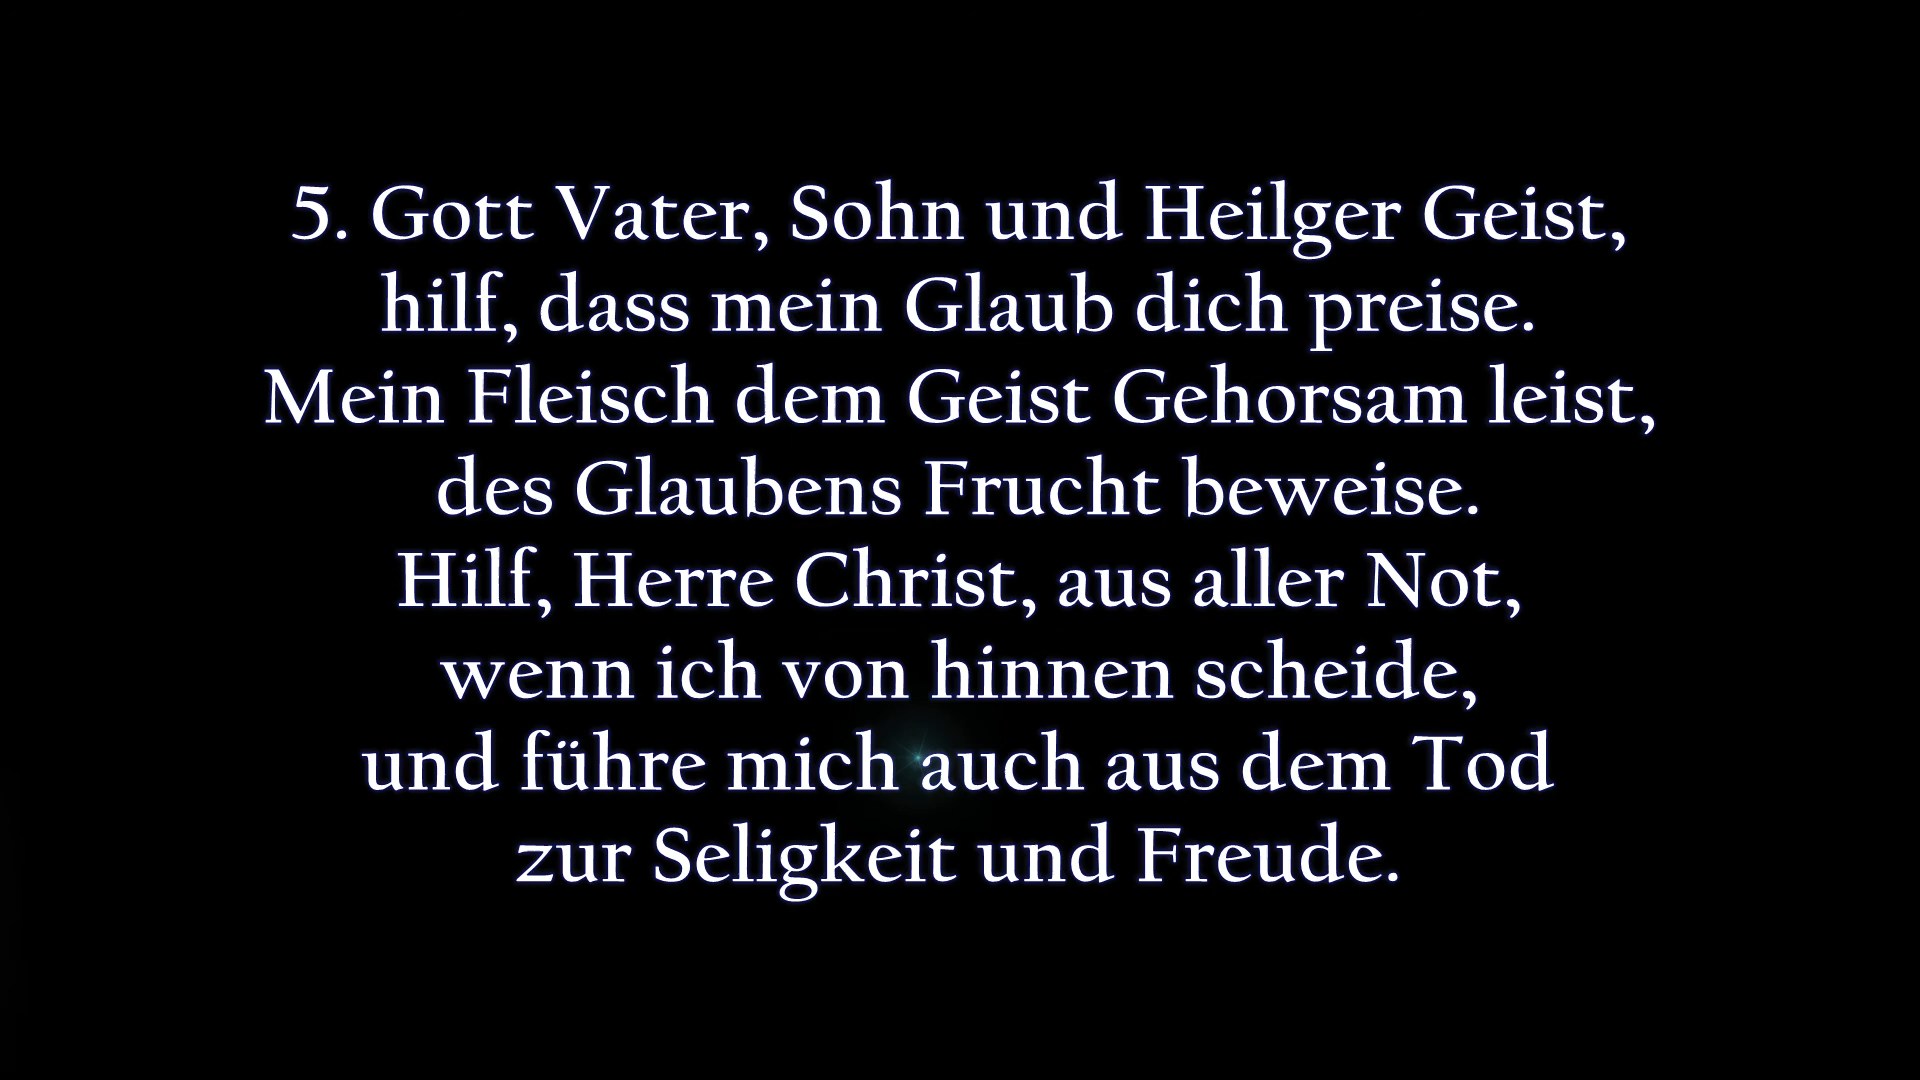 5. Gott Vater, Sohn und Heilger Geist,
hilf, dass mein Glaub dich preise.
Mein Fleisch dem Geist Gehorsam leist,
des Glaubens Frucht beweise.
Hilf, Herre Christ, aus aller Not,
wenn ich von hinnen scheide,
und führe mich auch aus dem Tod
zur Seligkeit und Freude.